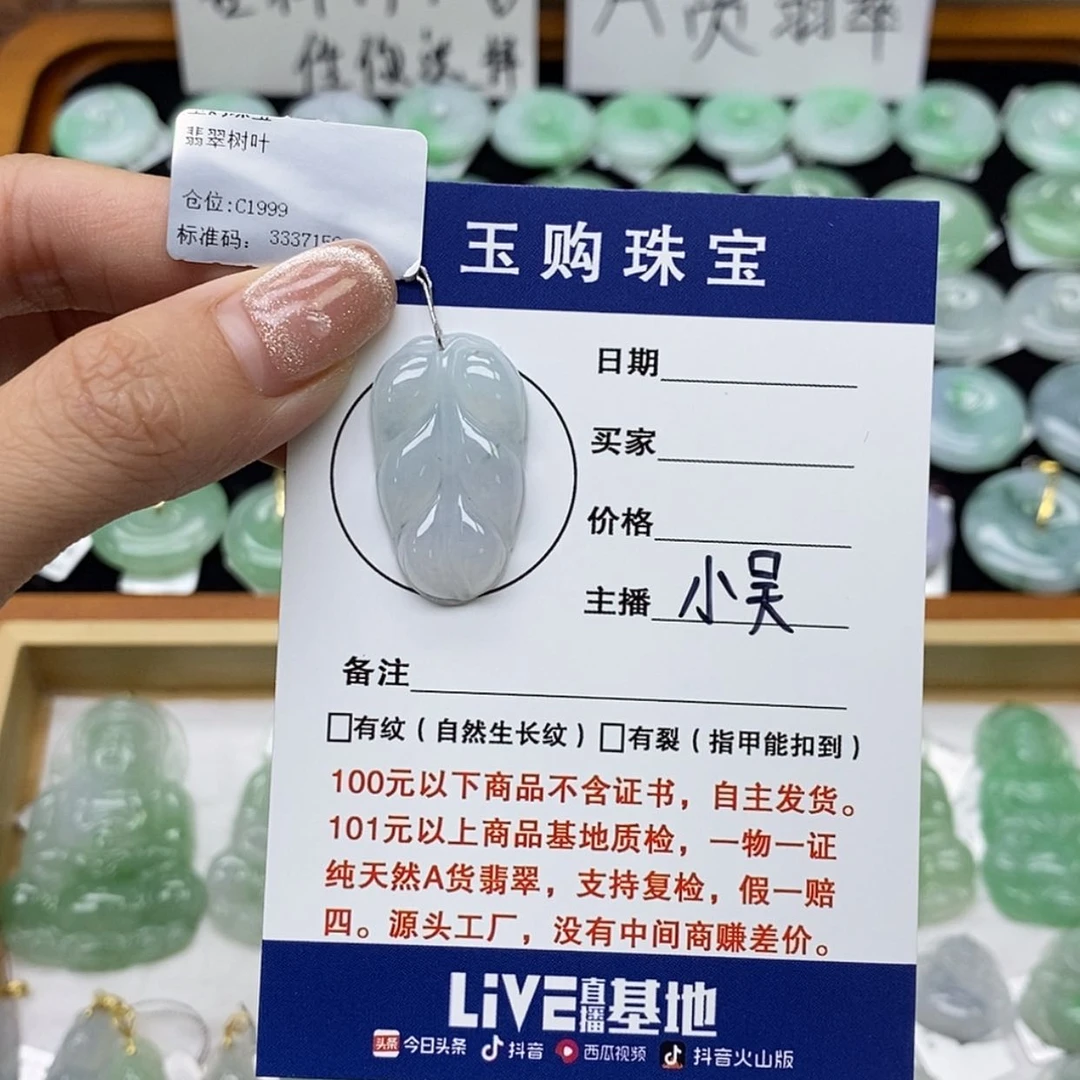 A货翡翠
翡翠树叶
仓位:C1999
标准码: 333715
玉购珠宝
日期
买家
价格
主播 小吴
备注
□有纹(自然生长纹)□有裂(指甲能扣到)
100元以下商品不含证书，自主发货。
101元以上商品基地质检，一物一证
纯天然A货翡翠，支持复检，假一赔
四。源头工厂，没有中间商赚差价。
LiVE直播基地
头条 今日头条 抖音 西瓜视频 抖音火山版